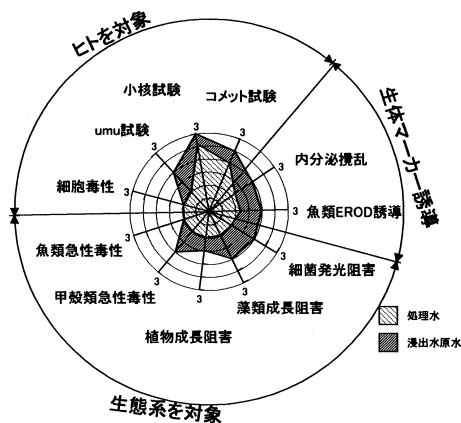 ヒトを対象
生体マーカー誘導
小核試験
コメット試験
umu試験
内分泌攪乱
細胞毒性
魚類EROD誘導
魚類急性毒性
細菌発光阻害
甲殻類急性毒性
藻類成長阻害
植物成長阻害
3
3
3
3
3
3
3
3
3
3
3
処理水
浸出水原水
生態系を対象